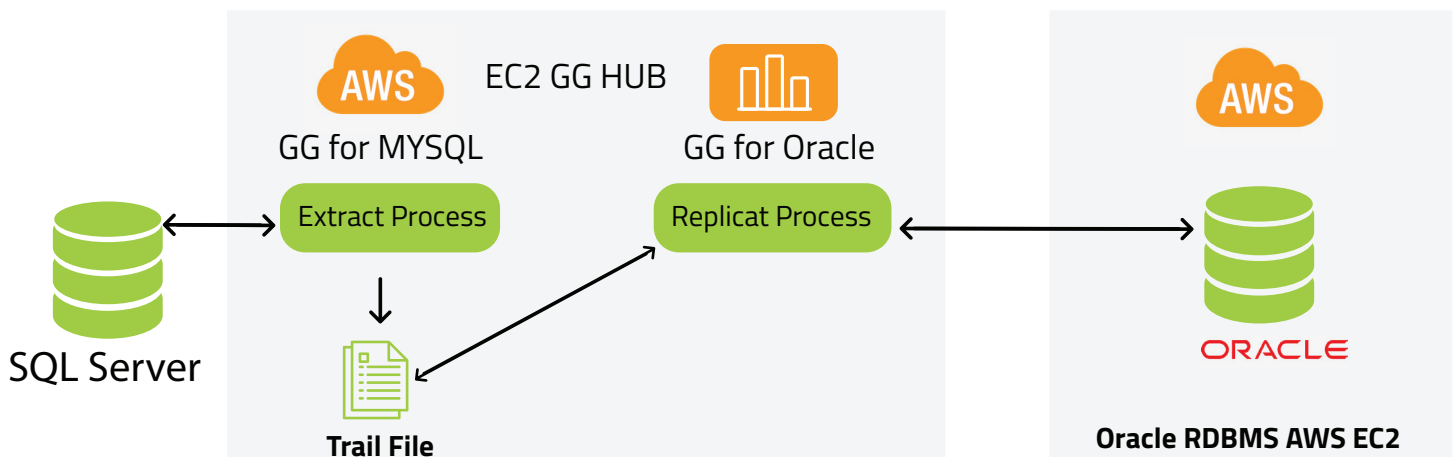 AWS
EC2 GG HUB
GG for MYSQL
GG for Oracle
AWS
Extract Process
Replicat Process
SQL Server
ORACLE
Trail File
Oracle RDBMS AWS EC2